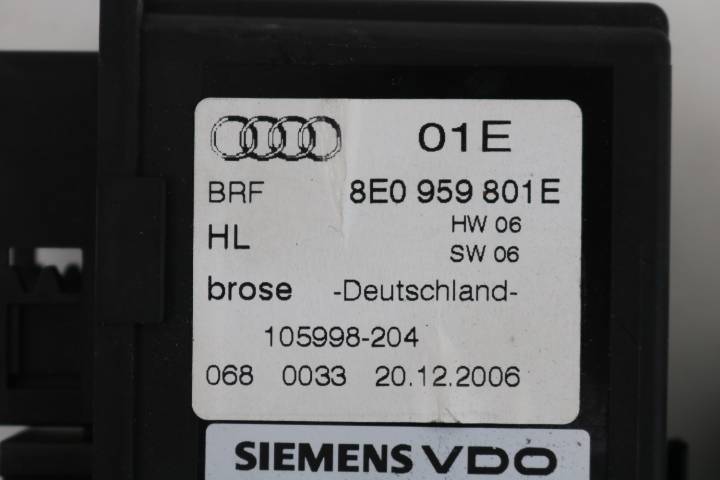 01E
BRF 8E0 959 801E
HW 06
HL
SW 06
brose -Deutschland-
105998-204
068 0033 20.12.2006
SIEMENS VDO